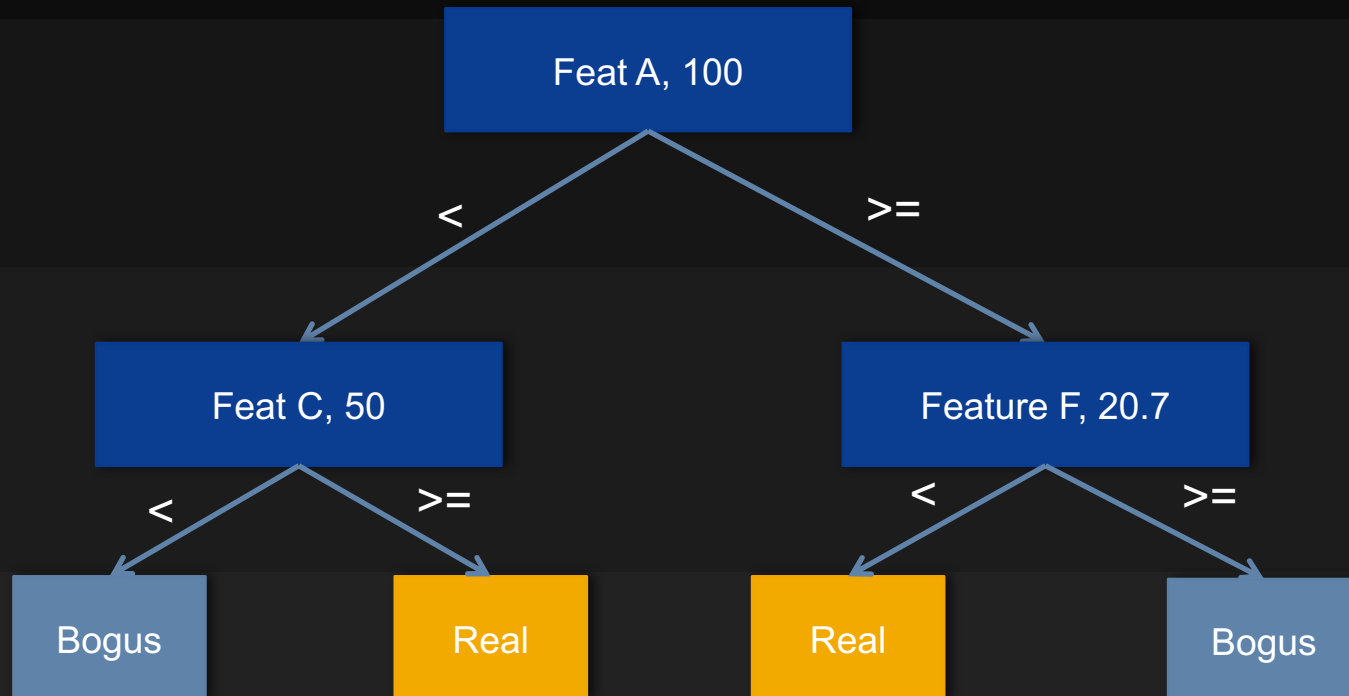 Feat A, 100
<
>=
Feat C, 50
Feature F, 20.7
<
>=
<
>=
Bogus
Real
Real
Bogus